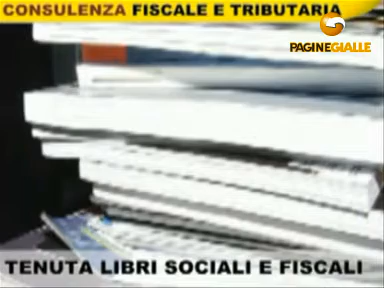 CONSULENZA FISCALE E TRIBUTARIA
PAGINEGIALLE
TENUTA LIBRI SOCIALI E FISCALI